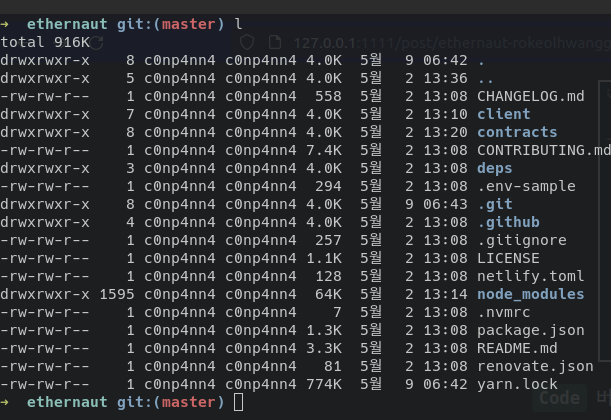 ➜ ethernaut git:(master) l
total 916K
drwxrwxr-x 8 c0np4nn4 c0np4nn4 4.0K 5월 9 06:42 .
drwxrwxr-x 5 c0np4nn4 c0np4nn4 4.0K 5월 2 13:36 ..
-rw-rw-r-- 1 c0np4nn4 c0np4nn4 558 5월 2 13:08 CHANGELOG.md
drwxrwxr-x 7 c0np4nn4 c0np4nn4 4.0K 5월 2 13:10 client
drwxrwxr-x 8 c0np4nn4 c0np4nn4 4.0K 5월 2 13:20 contracts
-rw-rw-r-- 1 c0np4nn4 c0np4nn4 7.4K 5월 2 13:08 CONTRIBUTING.md
drwxrwxr-x 3 c0np4nn4 c0np4nn4 4.0K 5월 2 13:08 deps
-rw-rw-r-- 1 c0np4nn4 c0np4nn4 294 5월 2 13:08 .env-sample
drwxrwxr-x 8 c0np4nn4 c0np4nn4 4.0K 5월 9 06:43 .git
drwxrwxr-x 4 c0np4nn4 c0np4nn4 4.0K 5월 2 13:08 .github
-rw-rw-r-- 1 c0np4nn4 c0np4nn4 257 5월 2 13:08 .gitignore
-rw-rw-r-- 1 c0np4nn4 c0np4nn4 1.1K 5월 2 13:08 LICENSE
-rw-rw-r-- 1 c0np4nn4 c0np4nn4 128 5월 2 13:08 netlify.toml
drwxrwxr-x 1595 c0np4nn4 c0np4nn4 64K 5월 2 13:14 node_modules
-rw-rw-r-- 1 c0np4nn4 c0np4nn4 7 5월 2 13:08 .nvmrc
-rw-rw-r-- 1 c0np4nn4 c0np4nn4 1.3K 5월 2 13:08 package.json
-rw-rw-r-- 1 c0np4nn4 c0np4nn4 3.3K 5월 2 13:08 README.md
-rw-rw-r-- 1 c0np4nn4 c0np4nn4 81 5월 2 13:08 renovate.json
-rw-rw-r-- 1 c0np4nn4 c0np4nn4 774K 5월 9 06:42 yarn.lock
➜ ethernaut git:(master)
127.0.0.1:1111/post/ethernaut-rokeolhwangg
Code